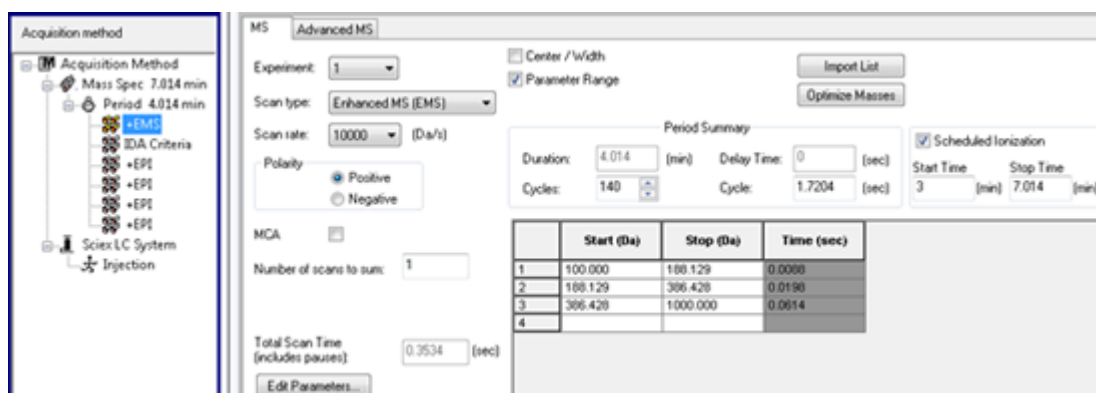 Acquisition method
Acquisition Method
Mass Spec 7.014 min
Period 4.014 min
+EMS
IDA Criteria
+EPI
+EPI
+EPI
+EPI
Sciex LC System
Injection
MS Advanced MS
Experiment: 1
Scan type: Enhanced MS (EMS)
Scan rate: 10000 (Da/s)
Polarity
Positive
Negative
MCA
Number of scans to sum: 1
Total Scan Time
(includes pauses): 0.3534 (sec)
Edit Parameters...
Center / Width
Parameter Range
Import List
Optimize Masses
Period Summary
Duration: 4.014 (min) Delay Time: 0 (sec)
Cycles: 140 Cycle: 1.7204 (sec)
Scheduled Ionization
Start Time Stop Time
3 (min) 7.014 (min)
Start (Da) Stop (Da) Time (sec)
1 100.000 188.129 0.0088
2 188.129 386.428 0.0198
3 386.428 1000.000 0.0614
4